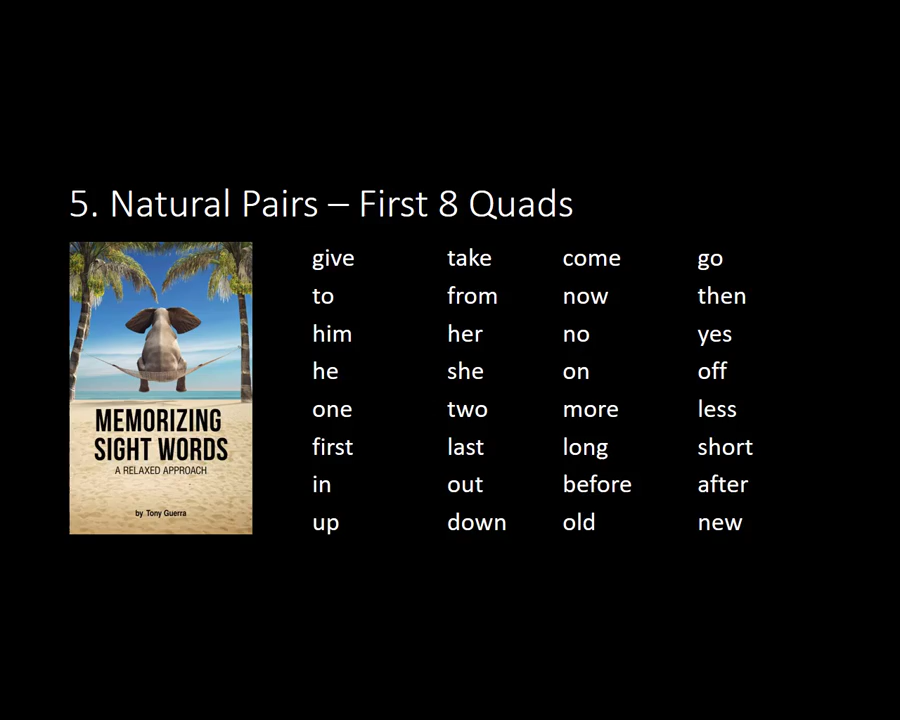 5. Natural Pairs – First 8 Quads
give take come go
to from now then
him her no yes
he she on off
one two more less
first last long short
in out before after
up down old new
MEMORIZING
SIGHT WORDS
A RELAXED APPROACH
by Tony Guerra